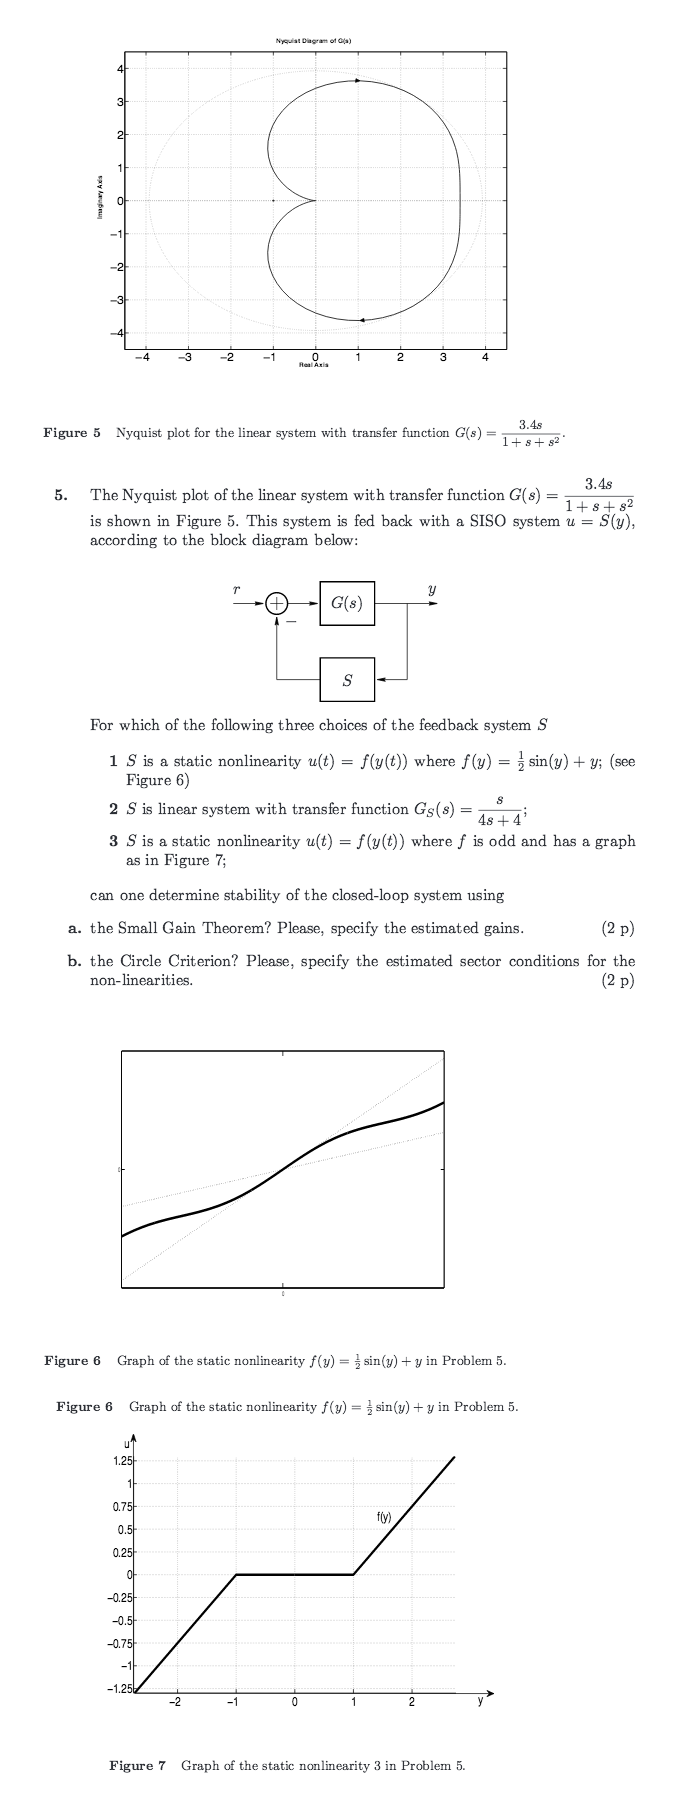 Nyquist Diagram of G(s)
4
3
2
1
0
−1
−2
−3
−4
Imaginary Axis
−4 −3 −2 −1 0 1 2 3 4
Real Axis
Figure 5 Nyquist plot for the linear system with transfer function G(s) = 3.4s / (1 + s + s²).
5. The Nyquist plot of the linear system with transfer function G(s) = 3.4s / (1 + s + s²)
is shown in Figure 5. This system is fed back with a SISO system u = S(y),
according to the block diagram below:
r + G(s) y
−
S
For which of the following three choices of the feedback system S
1 S is a static nonlinearity u(t) = f(y(t)) where f(y) = ½ sin(y) + y; (see
Figure 6)
2 S is linear system with transfer function G_S(s) = s / (4s + 4);
3 S is a static nonlinearity u(t) = f(y(t)) where f is odd and has a graph
as in Figure 7;
can one determine stability of the closed-loop system using
a. the Small Gain Theorem? Please, specify the estimated gains. (2 p)
b. the Circle Criterion? Please, specify the estimated sector conditions for the
non-linearities. (2 p)
0
0
Figure 6 Graph of the static nonlinearity f(y) = ½ sin(y) + y in Problem 5.
Figure 6 Graph of the static nonlinearity f(y) = ½ sin(y) + y in Problem 5.
u
1.25
1
0.75
f(y)
0.5
0.25
0
−0.25
−0.5
−0.75
−1
−1.25
−2 −1 0 1 2 y
Figure 7 Graph of the static nonlinearity 3 in Problem 5.